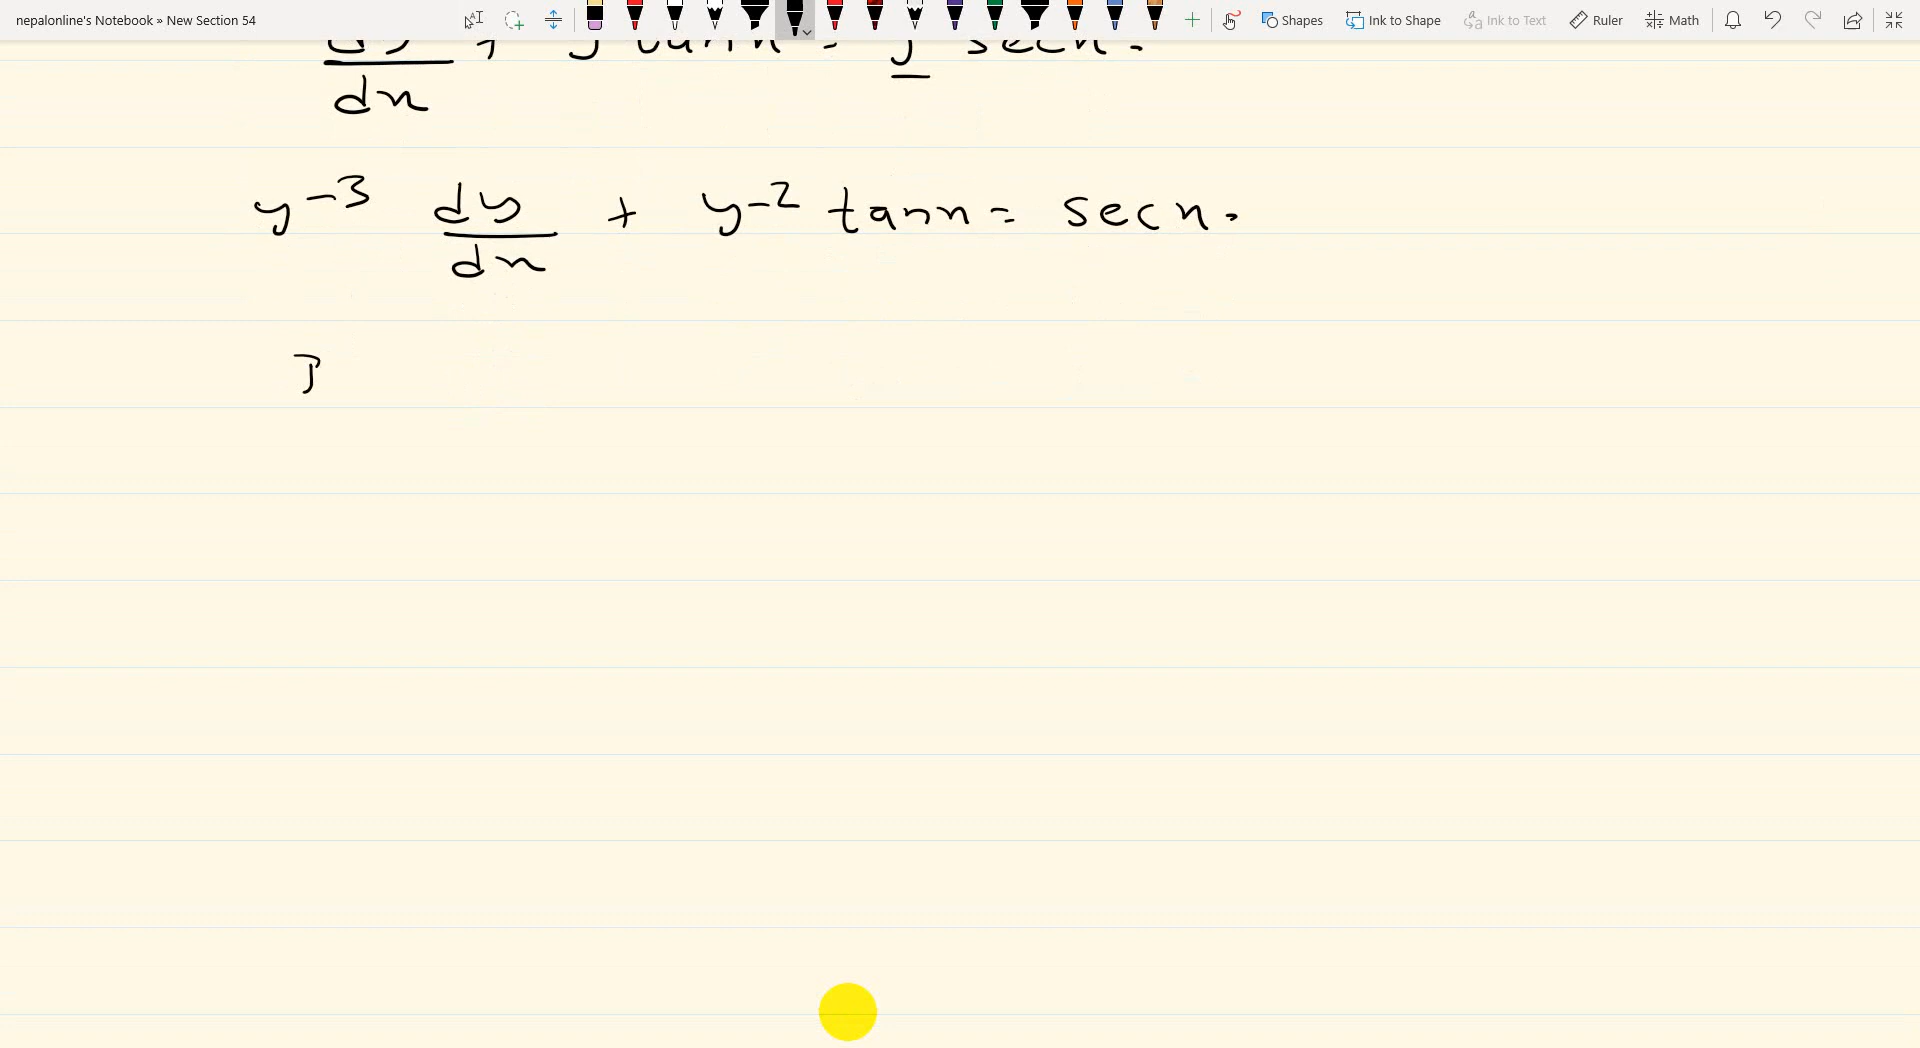 nepalonline's Notebook » New Section 54
Shapes Ink to Shape Ink to Text Ruler Math
dx
y⁻³ dy/dx + y⁻² tanx = secx.